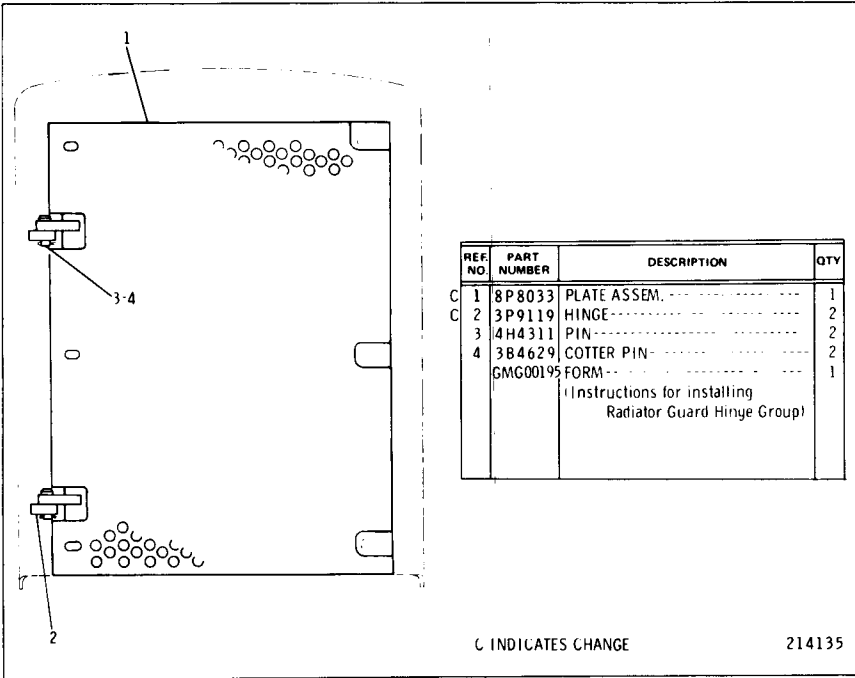 1
3-4
2
REF. NO. PART NUMBER DESCRIPTION QTY
C 1 8P8033 PLATE ASSEM. 1
C 2 3P9119 HINGE 2
3 4H4311 PIN 2
4 3B4629 COTTER PIN 2
GMG00195 FORM 1
(Instructions for installing
Radiator Guard Hinge Group)
C INDICATES CHANGE 214135